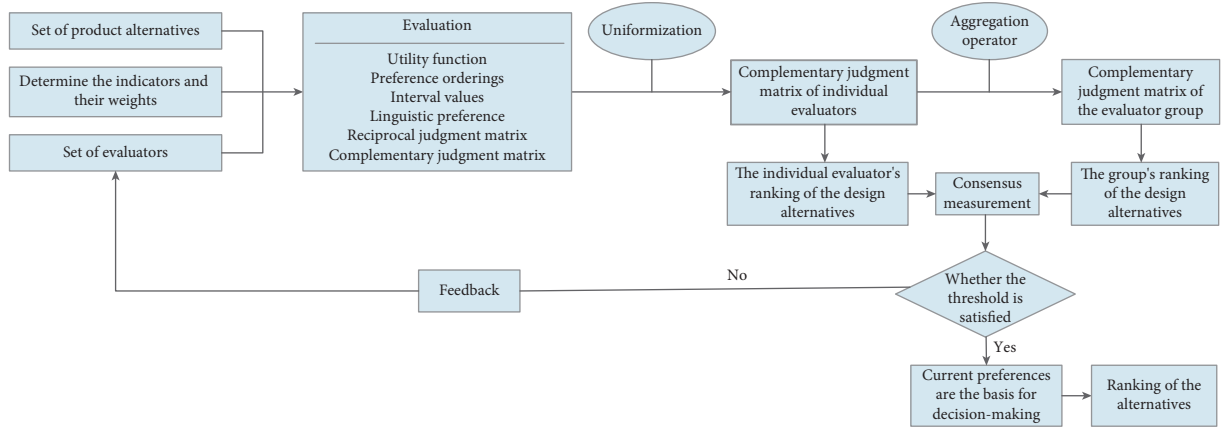 Set of product alternatives
Determine the indicators and
their weights
Set of evaluators
Evaluation
Utility function
Preference orderings
Interval values
Linguistic preference
Reciprocal judgment matrix
Complementary judgment matrix
Uniformization
Complementary judgment
matrix of individual
evaluators
Aggregation
operator
Complementary
judgment matrix of
the evaluator group
The individual evaluator's
ranking of the design
alternatives
Consensus
measurement
The group's ranking
of the design
alternatives
Whether the
threshold is
satisfied
No
Feedback
Yes
Current preferences
are the basis for
decision-making
Ranking of the
alternatives